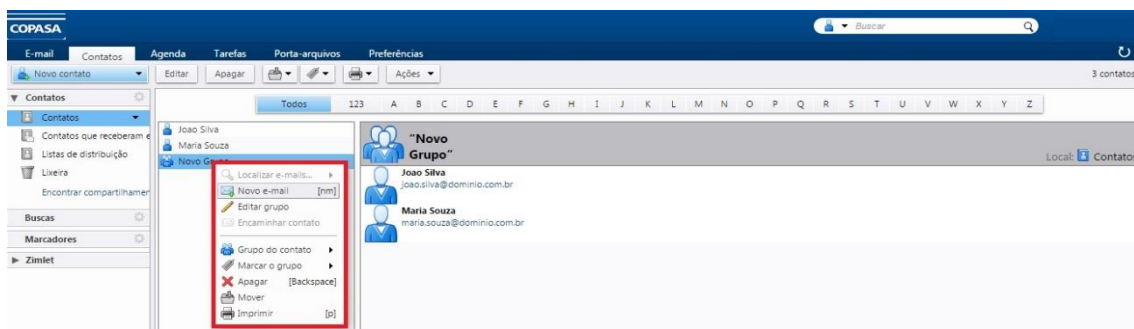 COPASA
Buscar
E-mail Contatos Agenda Tarefas Porta-arquivos Preferências
Novo contato Editar Apagar Ações 3 contatos
Contatos
Todos 123 A B C D E F G H I J K L M N O P Q R S T U V W X Y Z
Contatos
Contatos que receberam e
Listas de distribuição
Lixeira
Encontrar compartilhamen
Buscas
Marcadores
Zimlet
Joao Silva
Maria Souza
Novo Grupo
Localizar e-mails...
Novo e-mail [nm]
Editar grupo
Encaminhar contato
Grupo do contato
Marcar o grupo
Apagar [Backspace]
Mover
Imprimir [p]
"Novo
Grupo"
Local: Contatos
Joao Silva
joao.silva@dominio.com.br
Maria Souza
maria.souza@dominio.com.br